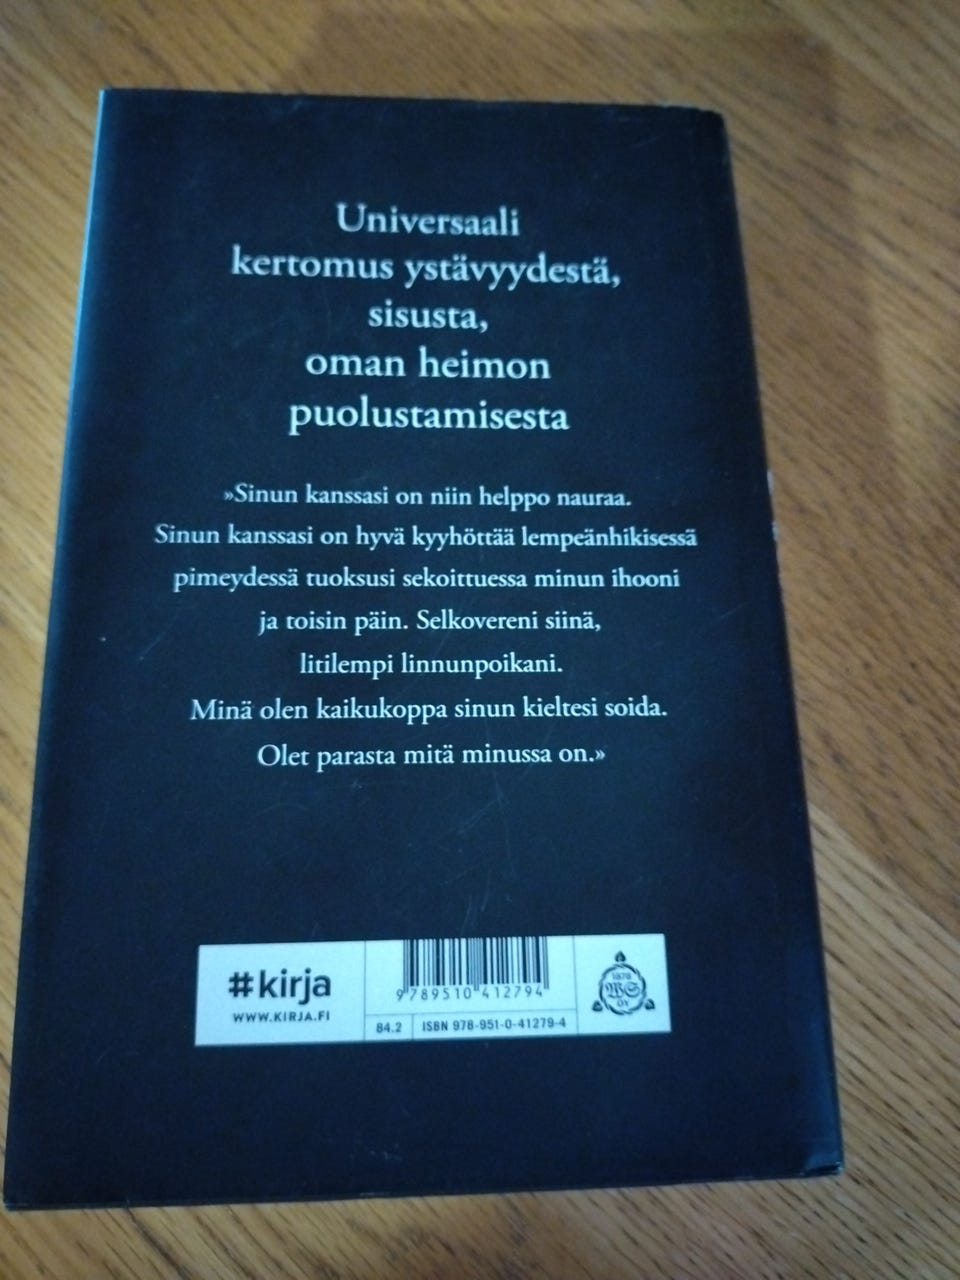 Universaali
kertomus ystävyydestä,
sisusta,
oman heimon
puolustamisesta
»Sinun kanssasi on niin helppo nauraa.
Sinun kanssasi on hyvä kyyhöttää lempeänhikisessä
pimeydessä tuoksusi sekoittuessa minun ihooni
ja toisin päin. Selkovereni siinä,
litilempi linnunpoikani.
Minä olen kaikukoppa sinun kieltesi soida.
Olet parasta mitä minussa on.»
#kirja
WWW.KIRJA.FI
9 789510 412794
84.2 ISBN 978-951-0-41279-4
1878
WS
OY